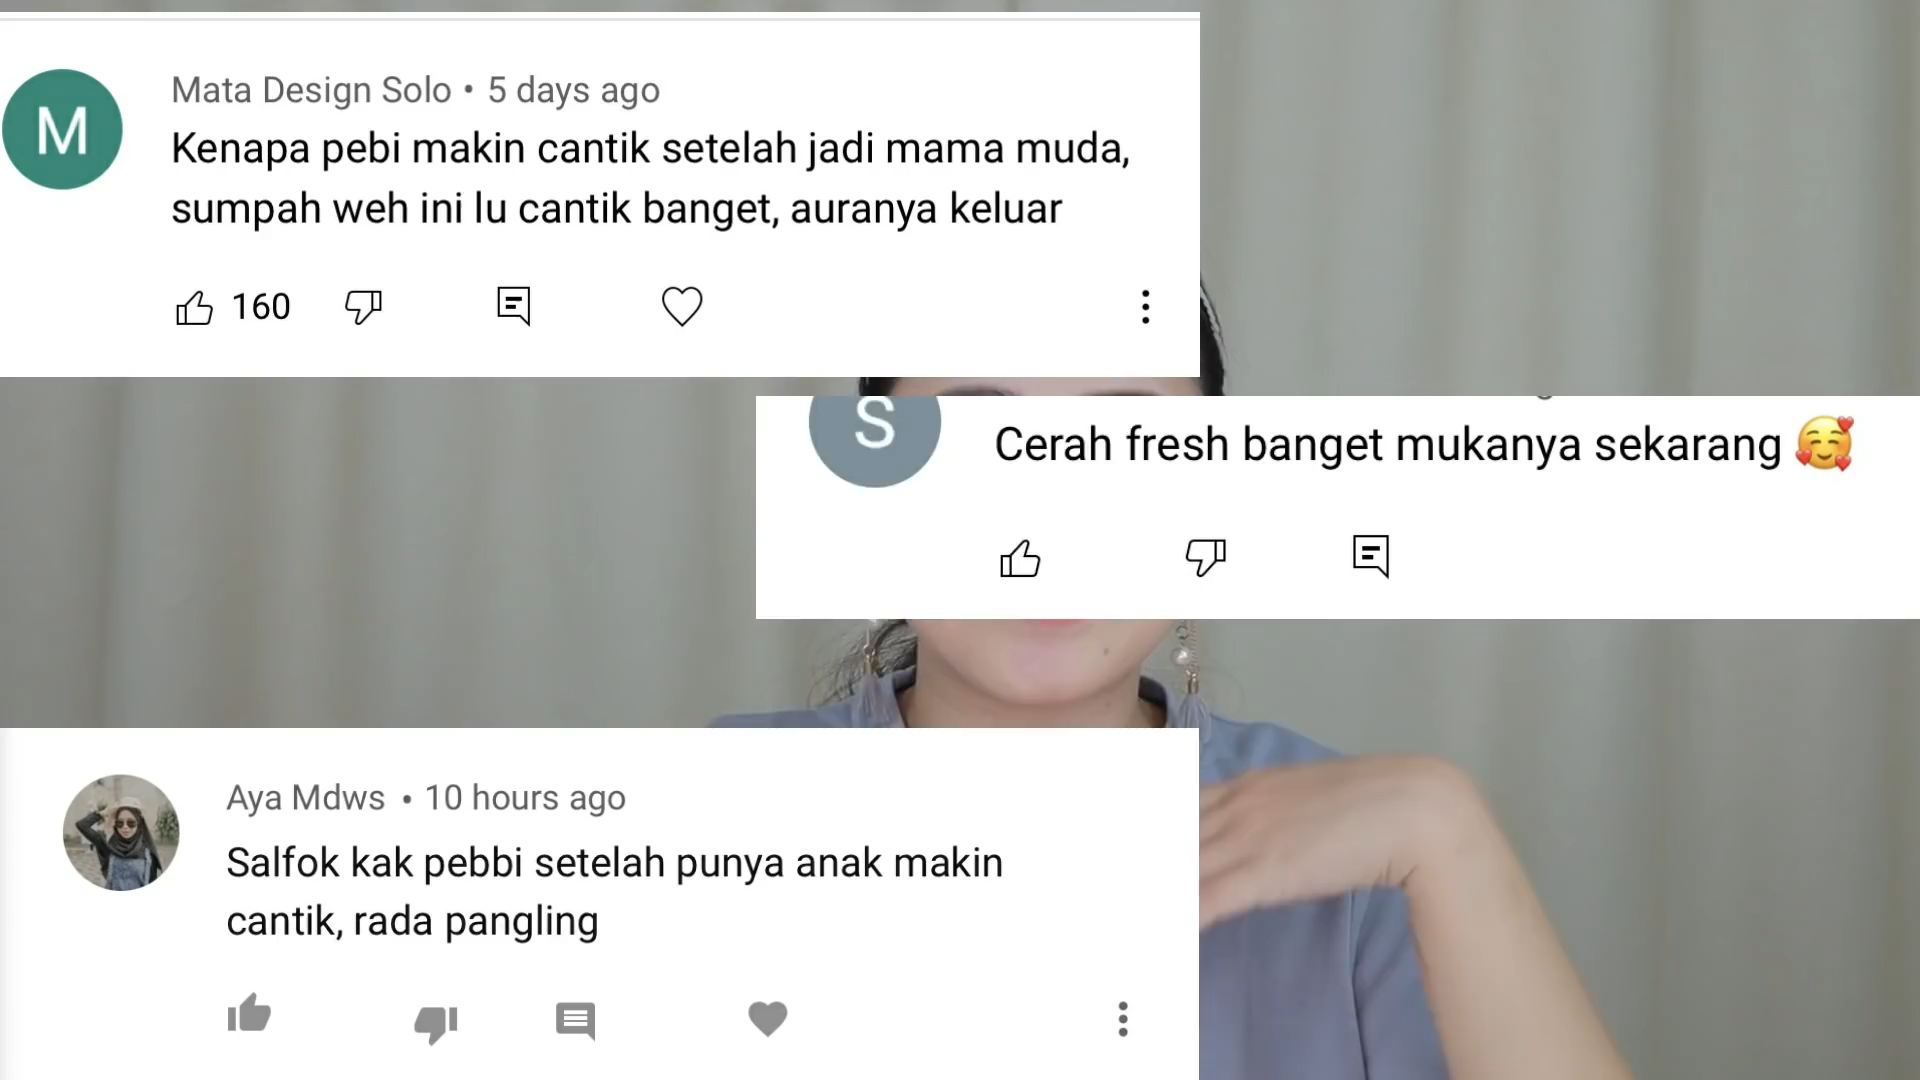 M
Mata Design Solo • 5 days ago
Kenapa pebi makin cantik setelah jadi mama muda,
sumpah weh ini lu cantik banget, auranya keluar
160
S
Cerah fresh banget mukanya sekarang 🥰
Aya Mdws • 10 hours ago
Salfok kak pebbi setelah punya anak makin
cantik, rada pangling